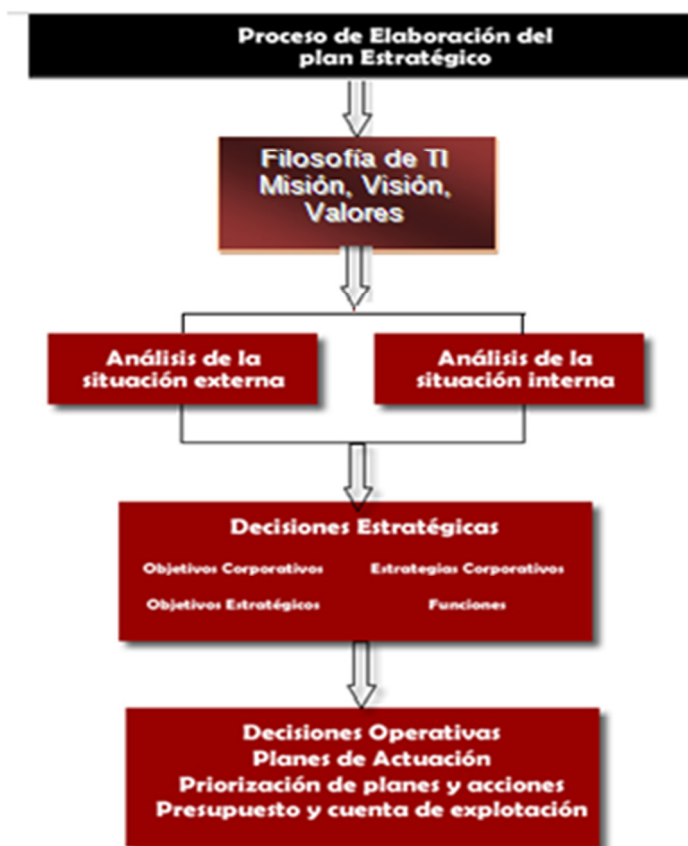 Proceso de Elaboración del
plan Estratégico
Filosofía de TI
Misión, Visión,
Valores
Análisis de la
situación externa
Análisis de la
situación interna
Decisiones Estratégicas
Objetivos Corporativos
Estrategias Corporativos
Objetivos Estratégicos
Funciones
Decisiones Operativas
Planes de Actuación
Priorización de planes y acciones
Presupuesto y cuenta de explotación